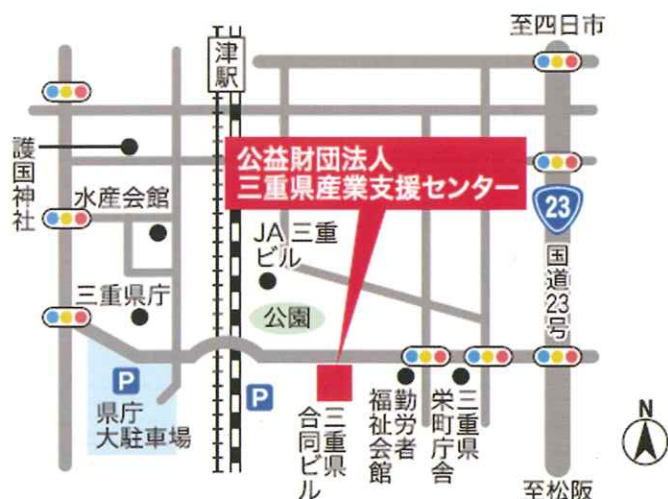 至四日市
津駅
護国神社
公益財団法人
三重県産業支援センター
23
水産会館
JA 三重
ビル
国道23号
三重県庁
公園
P
県庁
大駐車場
P
三重県
合同ビル
勤労者
福祉会館
三重県
栄町庁舎
N
至松阪